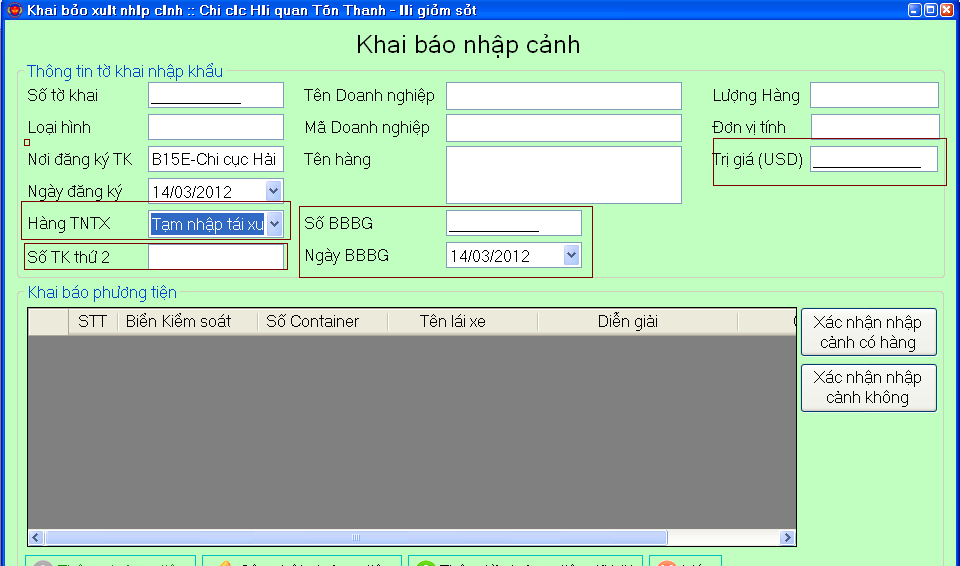 Khai bỏo xuIt nhIp cInh :: Chi cIc HIi quan Tõn Thanh - IIi giỏm sỏt
Khai báo nhập cảnh
Thông tin tờ khai nhập khẩu
Số tờ khai Tên Doanh nghiệp Lượng Hàng
Loại hình Mã Doanh nghiệp Đơn vị tính
Nơi đăng ký TK B15E-Chi cục Hải Tên hàng Trị giá (USD)
Ngày đăng ký 14/03/2012
Hàng TNTX Tạm nhập tái xu Số BBBG
Số TK thứ 2 Ngày BBBG 14/03/2012
Khai báo phương tiện
STT Biển Kiểm soát Số Container Tên lái xe Diễn giải
Xác nhận nhập
cảnh có hàng
Xác nhận nhập
cảnh không